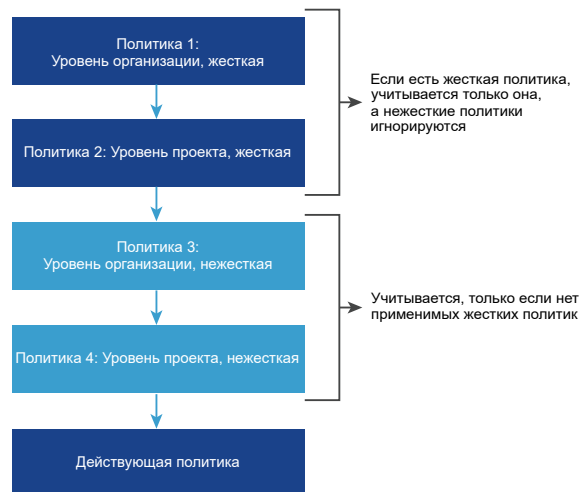 Политика 1:
Уровень организации, жесткая
Если есть жесткая политика,
учитывается только она,
а нежесткие политики
игнорируются
Политика 2: Уровень проекта, жесткая
Политика 3:
Уровень организации, нежесткая
Учитывается, только если нет
применимых жестких политик
Политика 4: Уровень проекта, нежесткая
Действующая политика